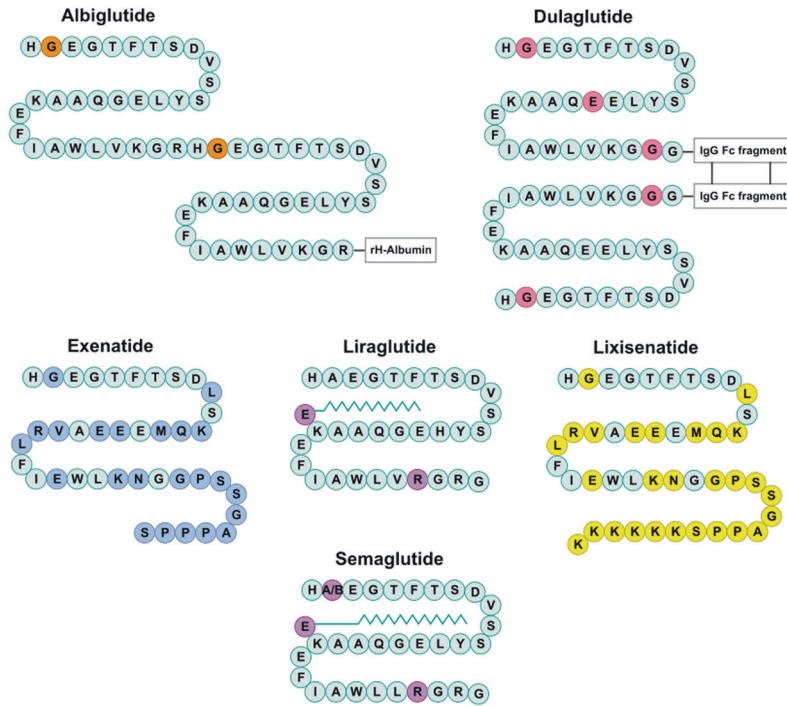 Albiglutide
H G E G T F T S D
V
S
K A A Q G E L Y S
E
F
I A W L V K G R H G E G T F T S D
V
S
K A A Q G E L Y S
E
F
I A W L V K G R rH-Albumin
Dulaglutide
H G E G T F T S D
V
S
K A A Q E E L Y S
E
F
I A W L V K G G G IgG Fc fragment
I A W L V K G G G IgG Fc fragment
F
E
K A A Q E E L Y S
S
V
H G E G T F T S D
Exenatide
H G E G T F T S D
L
S
R V A E E E M Q K
L
F
I E W L K N G G P S
S
G
S P P P A
Liraglutide
H A E G T F T S D
V
S
E
K A A Q G E H Y S
E
F
I A W L V R G R G
Lixisenatide
H G E G T F T S D
L
S
R V A E E E M Q K
L
F
I E W L K N G G P S
S
G
K K K K K S P P A
K
Semaglutide
H A/B E G T F T S D
V
S
E
K A A Q G E L Y S
E
F
I A W L L R G R G